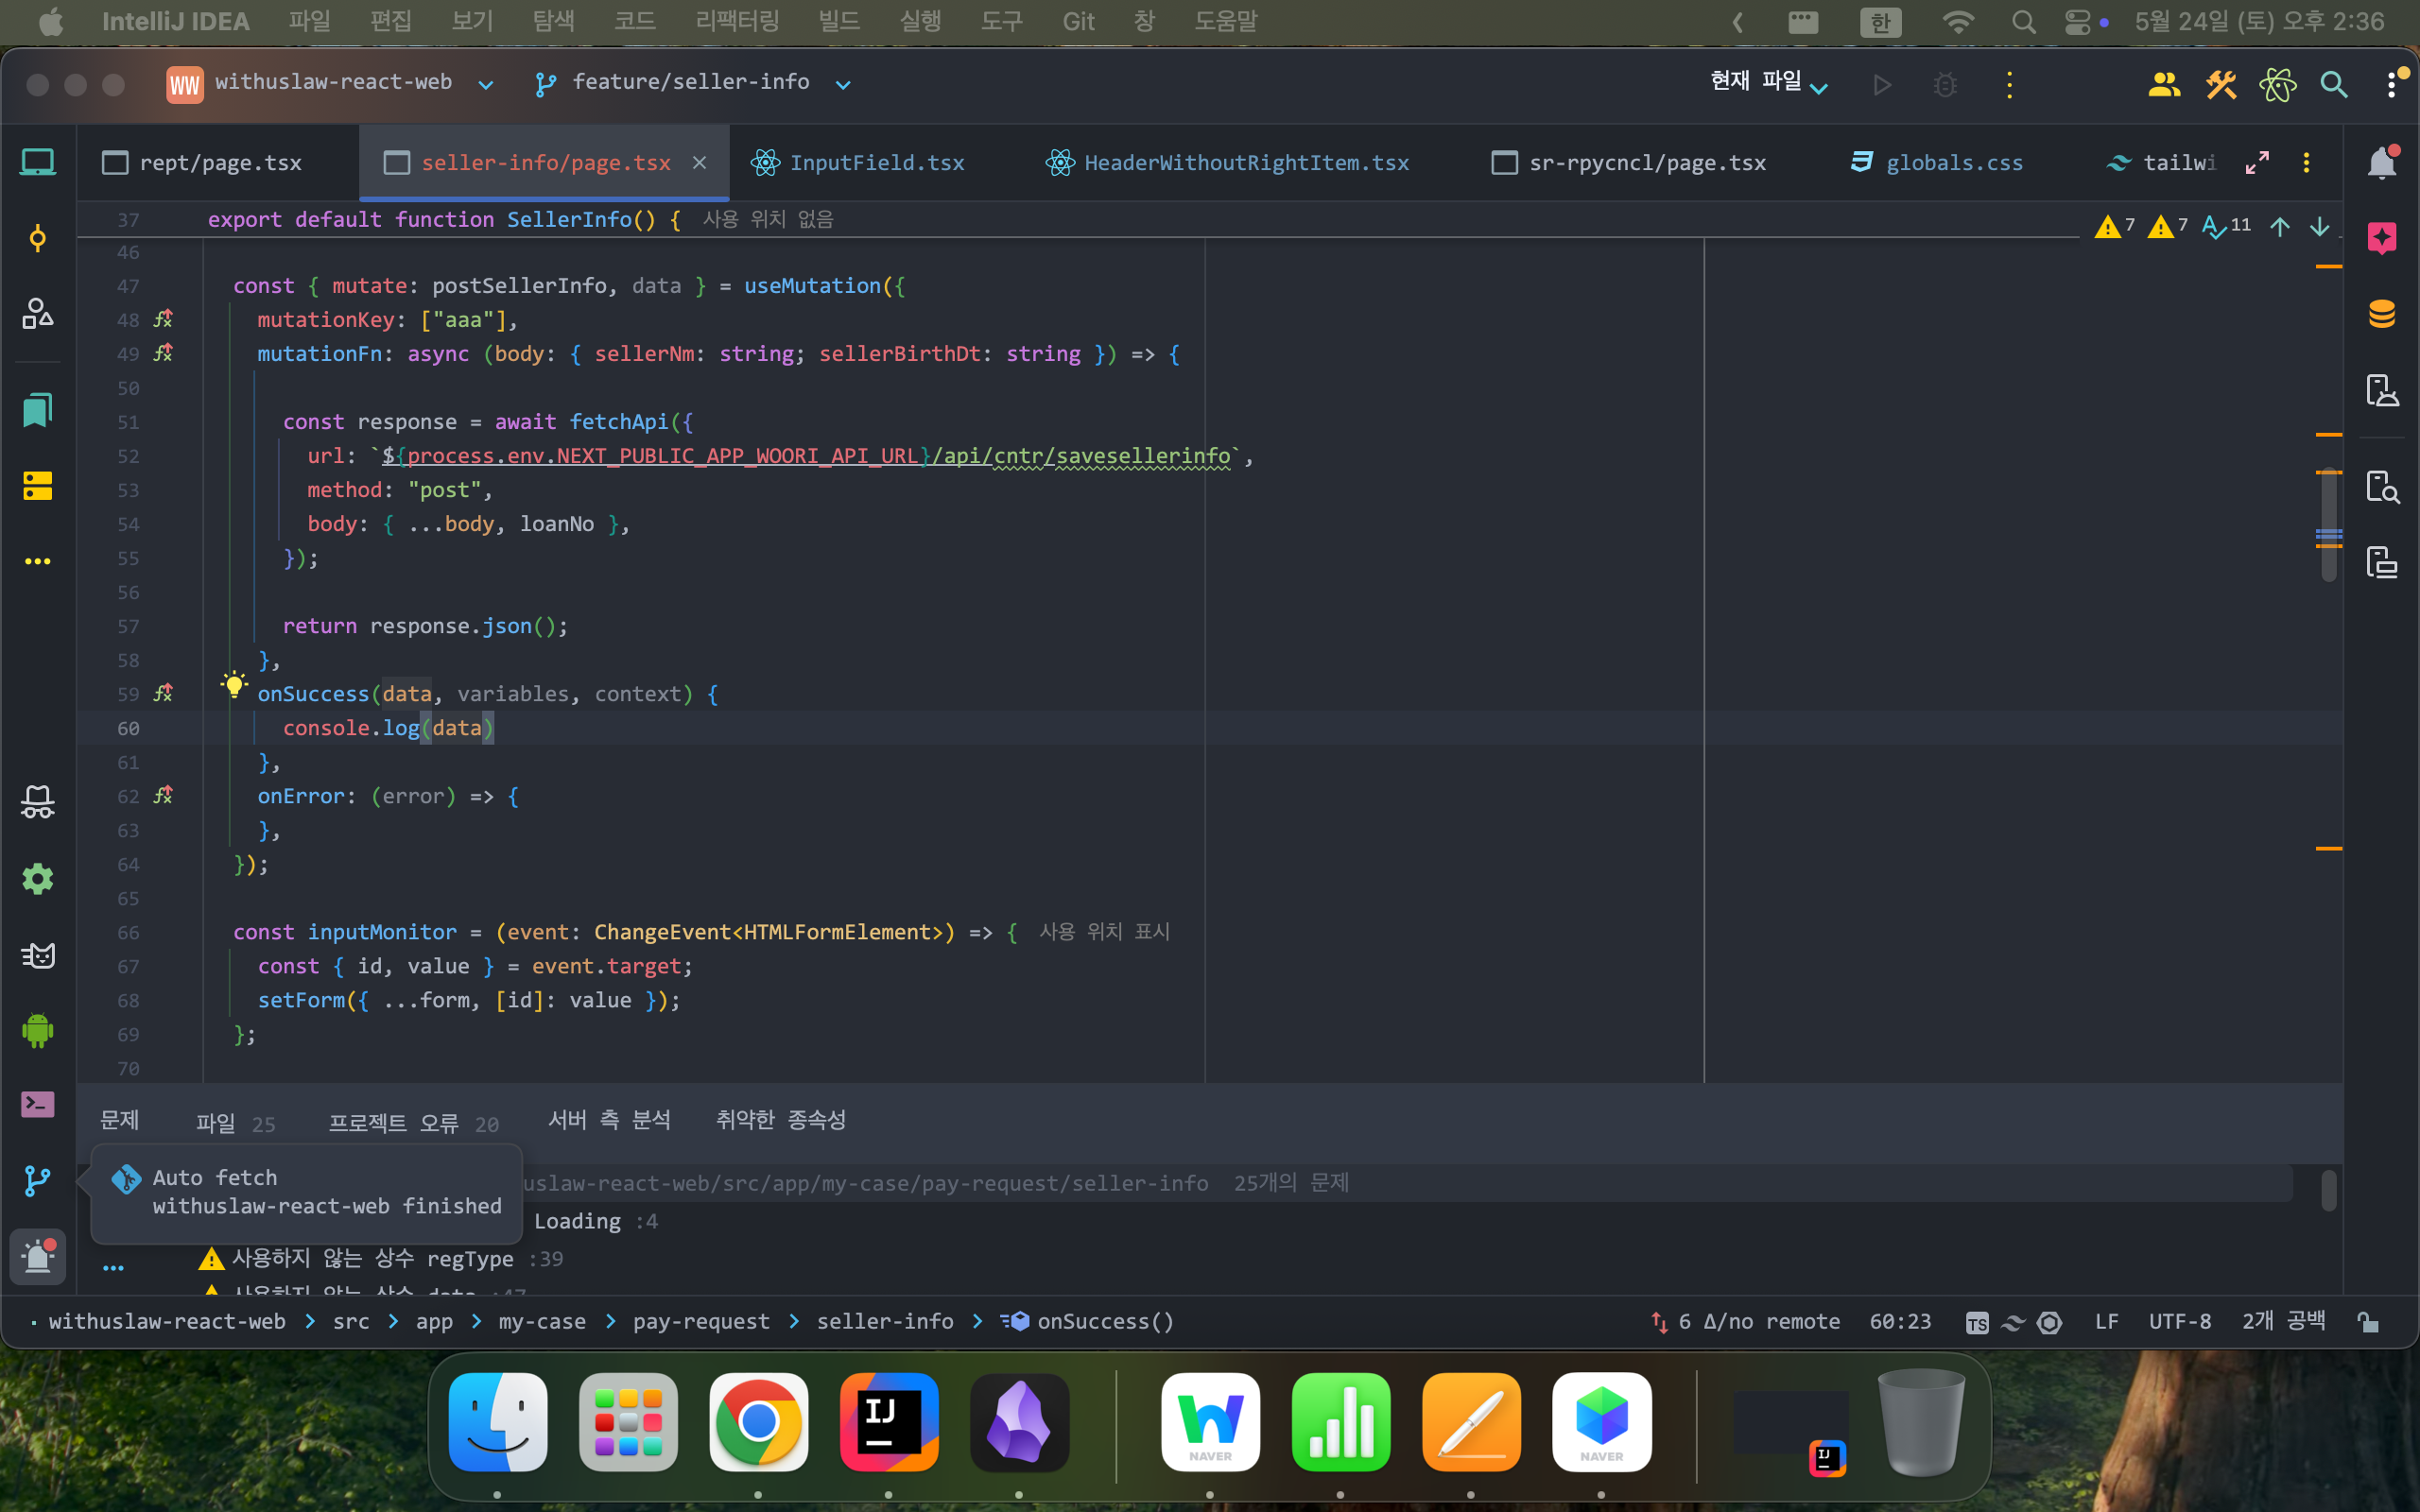 IntelliJ IDEA 파일 편집 보기 탐색 코드 리팩터링 빌드 실행 도구 Git 창 도움말 한 5월 24일 (토) 오후 2:36
WW withuslaw-react-web feature/seller-info 현재 파일
rept/page.tsx seller-info/page.tsx InputField.tsx HeaderWithoutRightItem.tsx sr-rpycncl/page.tsx globals.css tailwi
37 export default function SellerInfo() { 사용 위치 없음 7 7 11
46
47 const { mutate: postSellerInfo, data } = useMutation({
48 mutationKey: ["aaa"],
49 mutationFn: async (body: { sellerNm: string; sellerBirthDt: string }) => {
50
51 const response = await fetchApi({
52 url: `${process.env.NEXT_PUBLIC_APP_WOORI_API_URL}/api/cntr/savesellerinfo`,
53 method: "post",
54 body: { ...body, loanNo },
55 });
56
57 return response.json();
58 },
59 onSuccess(data, variables, context) {
60 console.log(data)
61 },
62 onError: (error) => {
63 },
64 });
65
66 const inputMonitor = (event: ChangeEvent<HTMLFormElement>) => { 사용 위치 표시
67 const { id, value } = event.target;
68 setForm({ ...form, [id]: value });
69 };
70
문제 파일 25 프로젝트 오류 20 서버 측 분석 취약한 종속성
Auto fetch
withuslaw-react-web finished
uslaw-react-web/src/app/my-case/pay-request/seller-info 25개의 문제
Loading :4
사용하지 않는 상수 regType :39
사용하지 않는 상수 data :47
withuslaw-react-web src app my-case pay-request seller-info onSuccess() 6 Δ/no remote 60:23 TS LF UTF-8 2개 공백
IJ NAVER NAVER IJ